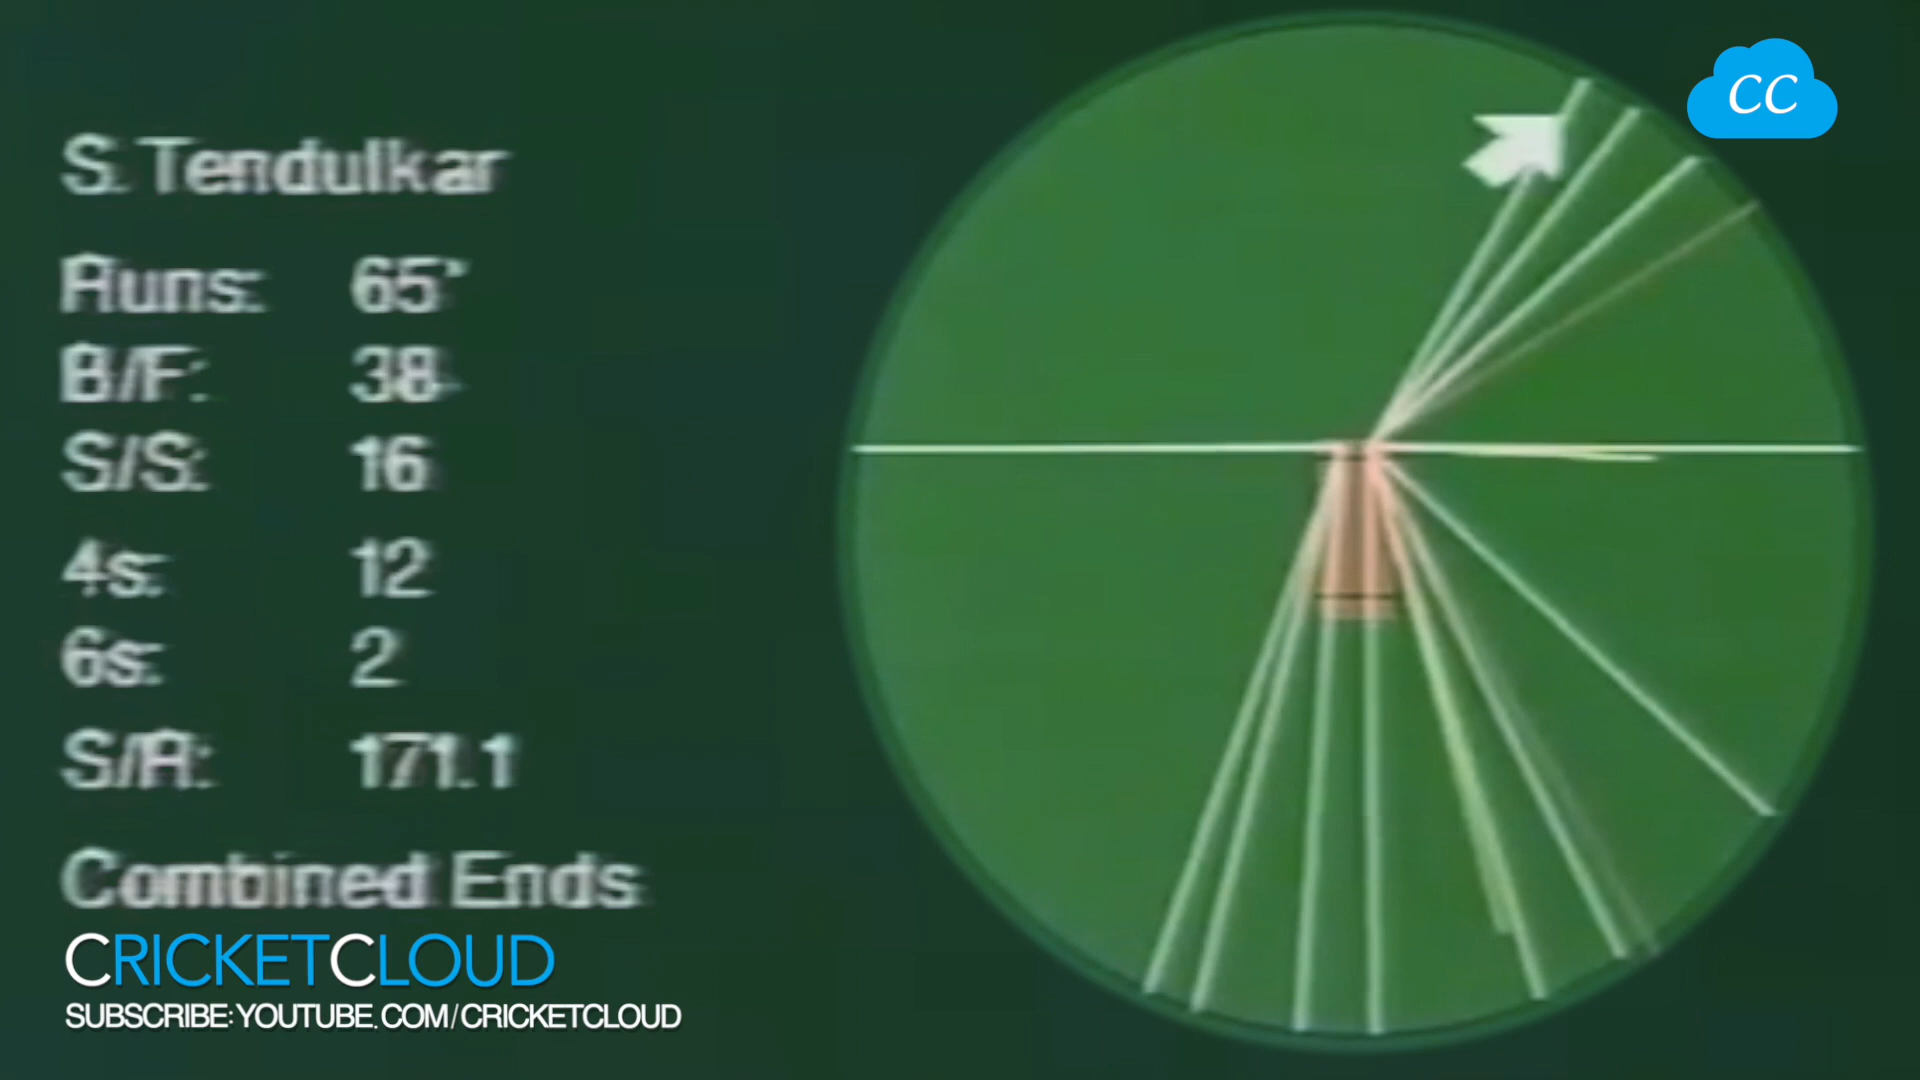 CC
S. Tendulkar
Runs: 65*
B/F: 38
S/S: 16
4s: 12
6s: 2
S/R: 171.1
Combined Ends
CRICKETCLOUD
SUBSCRIBE:YOUTUBE.COM/CRICKETCLOUD